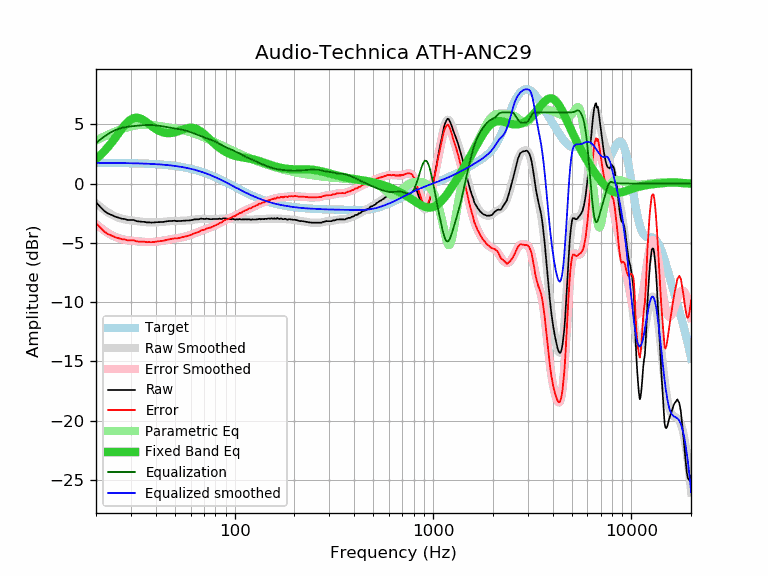 Audio-Technica ATH-ANC29
Amplitude (dBr)
5
0
−5
−10
−15
−20
−25
Target
Raw Smoothed
Error Smoothed
Raw
Error
Parametric Eq
Fixed Band Eq
Equalization
Equalized smoothed
100 1000 10000
Frequency (Hz)